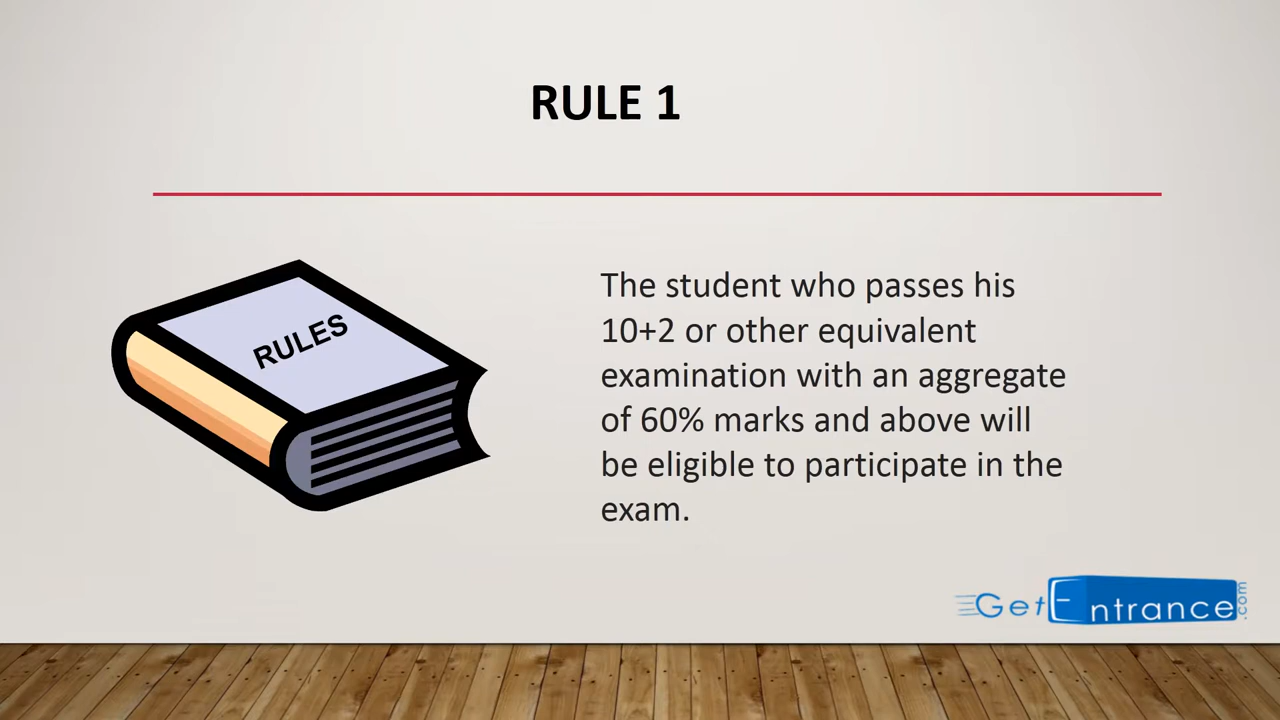 RULE 1
RULES
The student who passes his
10+2 or other equivalent
examination with an aggregate
of 60% marks and above will
be eligible to participate in the
exam.
GetEntrance.com